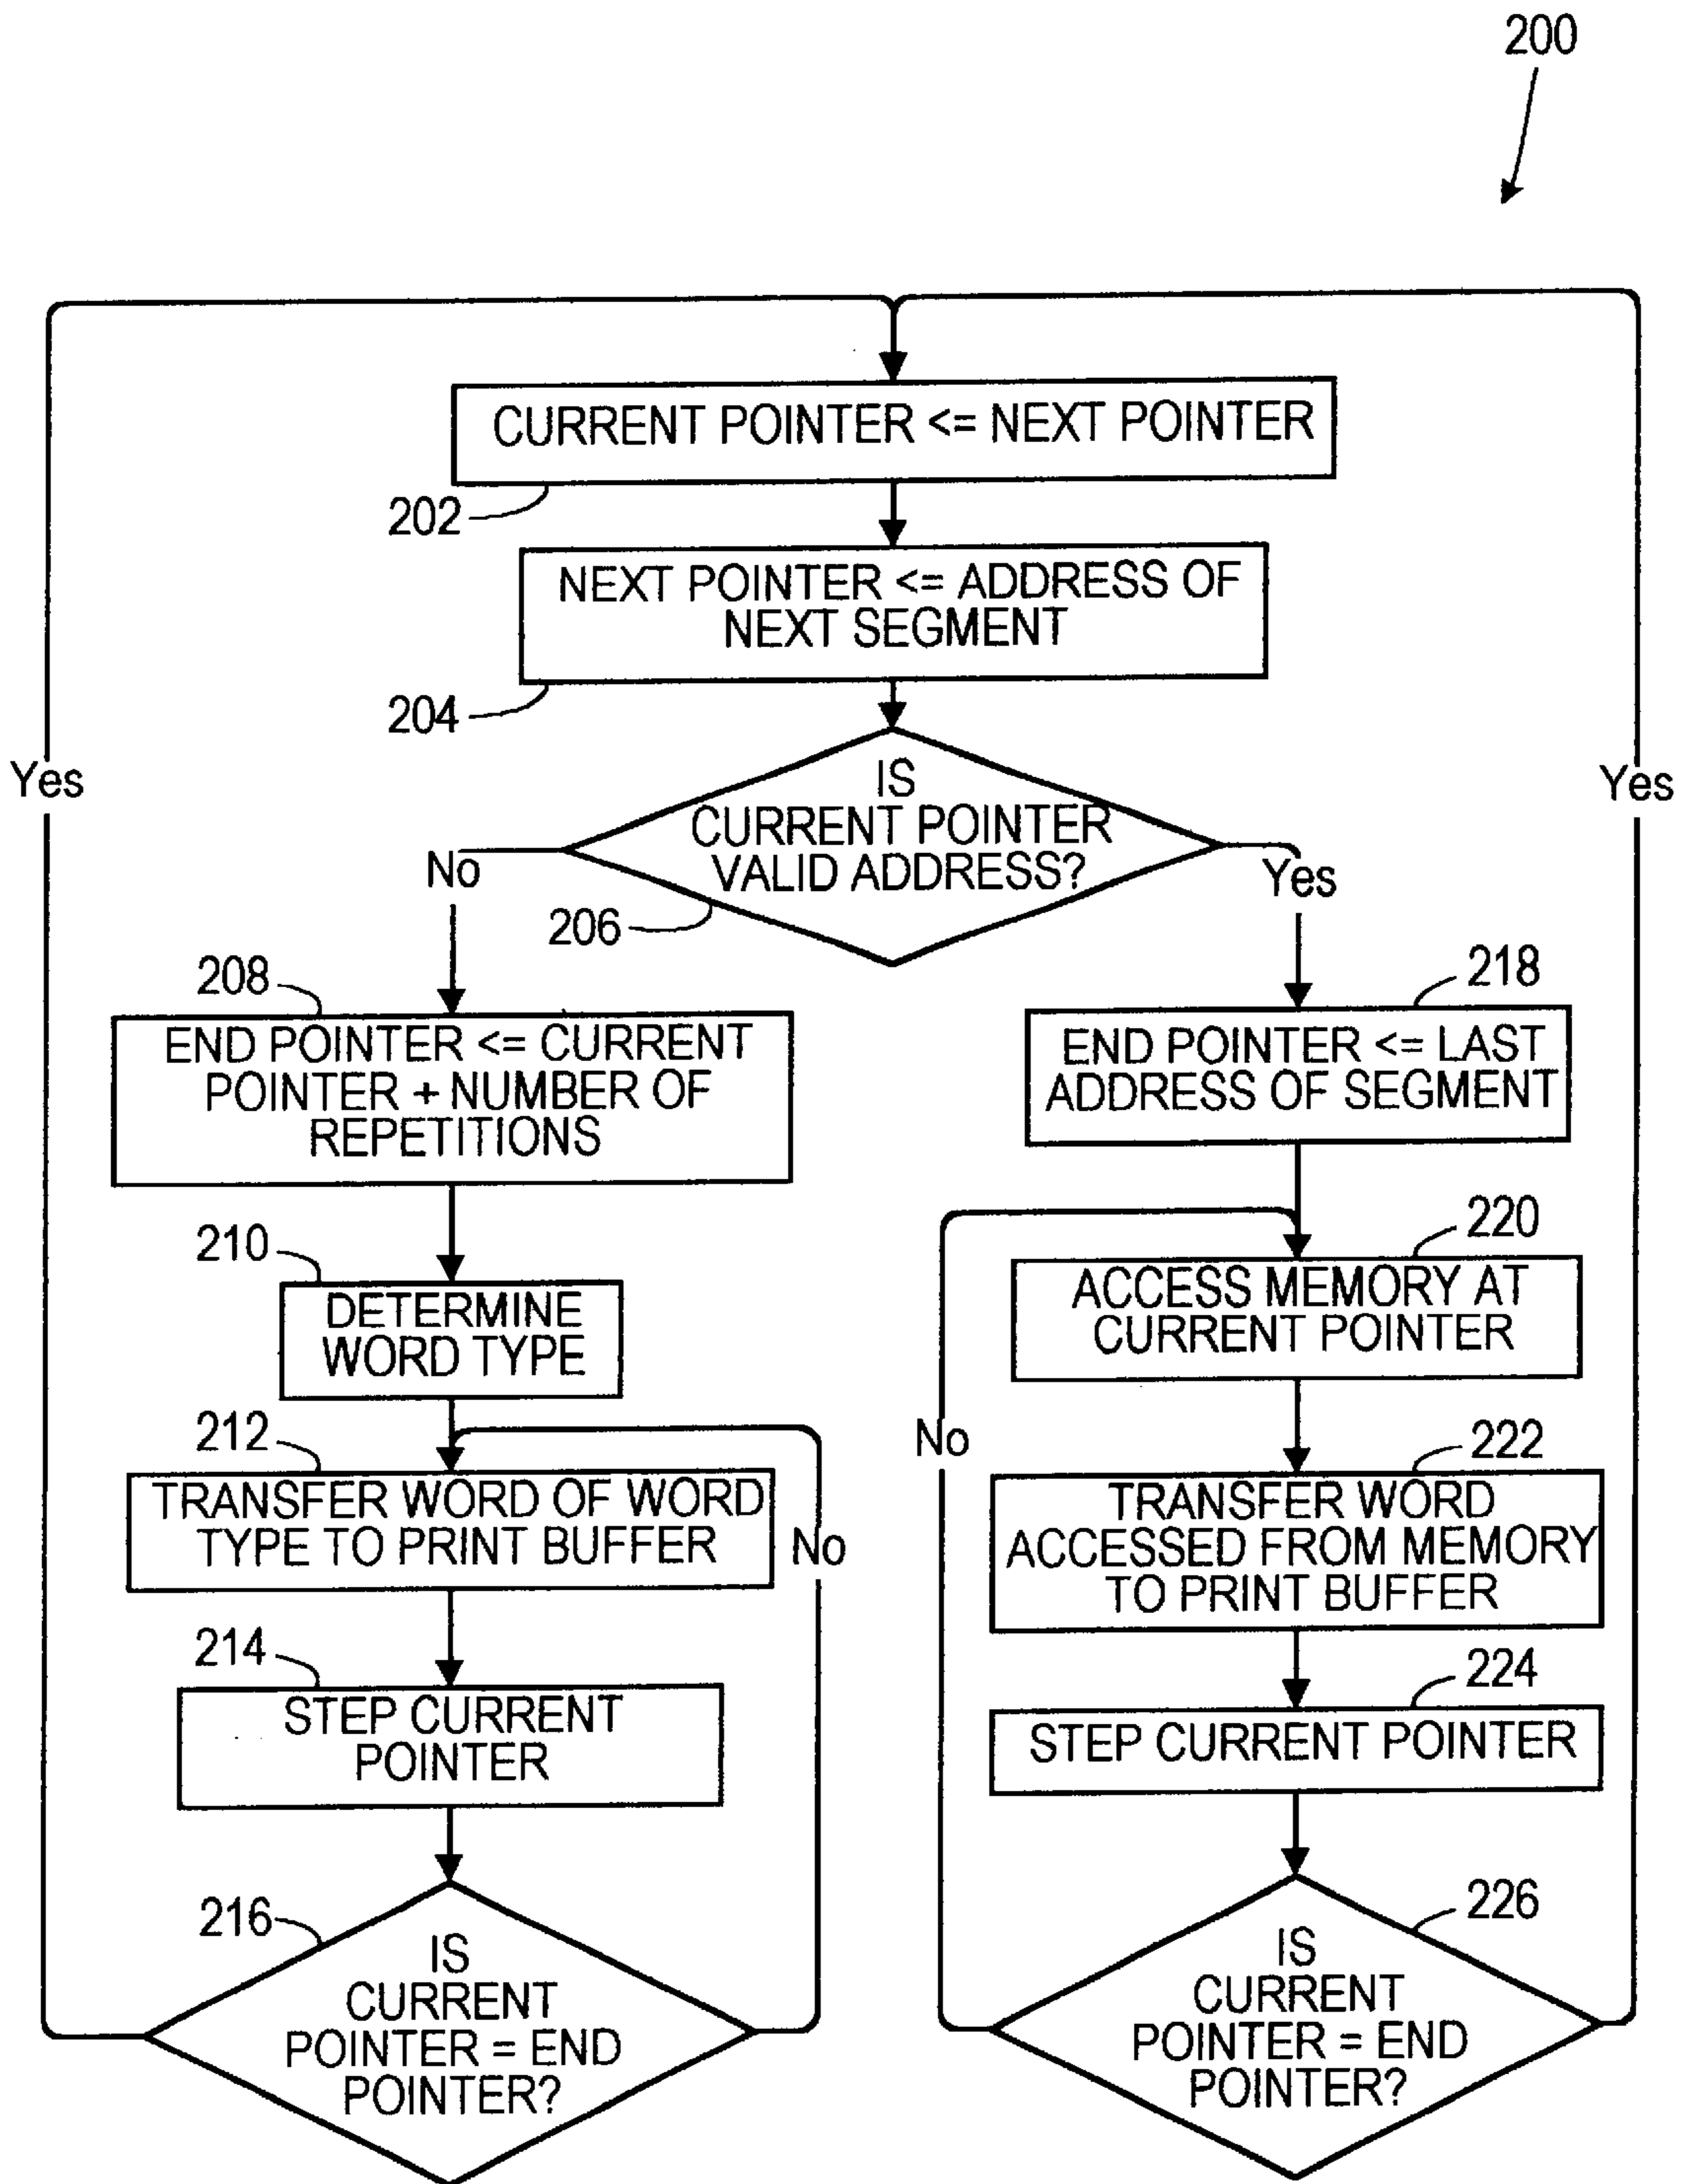 200
CURRENT POINTER <= NEXT POINTER
202
NEXT POINTER <= ADDRESS OF
NEXT SEGMENT
204
Yes
Yes
IS
CURRENT POINTER
VALID ADDRESS?
No
Yes
206
208
END POINTER <= CURRENT
POINTER + NUMBER OF
REPETITIONS
210
DETERMINE
WORD TYPE
212
TRANSFER WORD OF WORD
TYPE TO PRINT BUFFER
No
214
STEP CURRENT
POINTER
216
IS
CURRENT
POINTER = END
POINTER?
218
END POINTER <= LAST
ADDRESS OF SEGMENT
220
ACCESS MEMORY AT
CURRENT POINTER
No
222
TRANSFER WORD
ACCESSED FROM MEMORY
TO PRINT BUFFER
224
STEP CURRENT POINTER
226
IS
CURRENT
POINTER = END
POINTER?